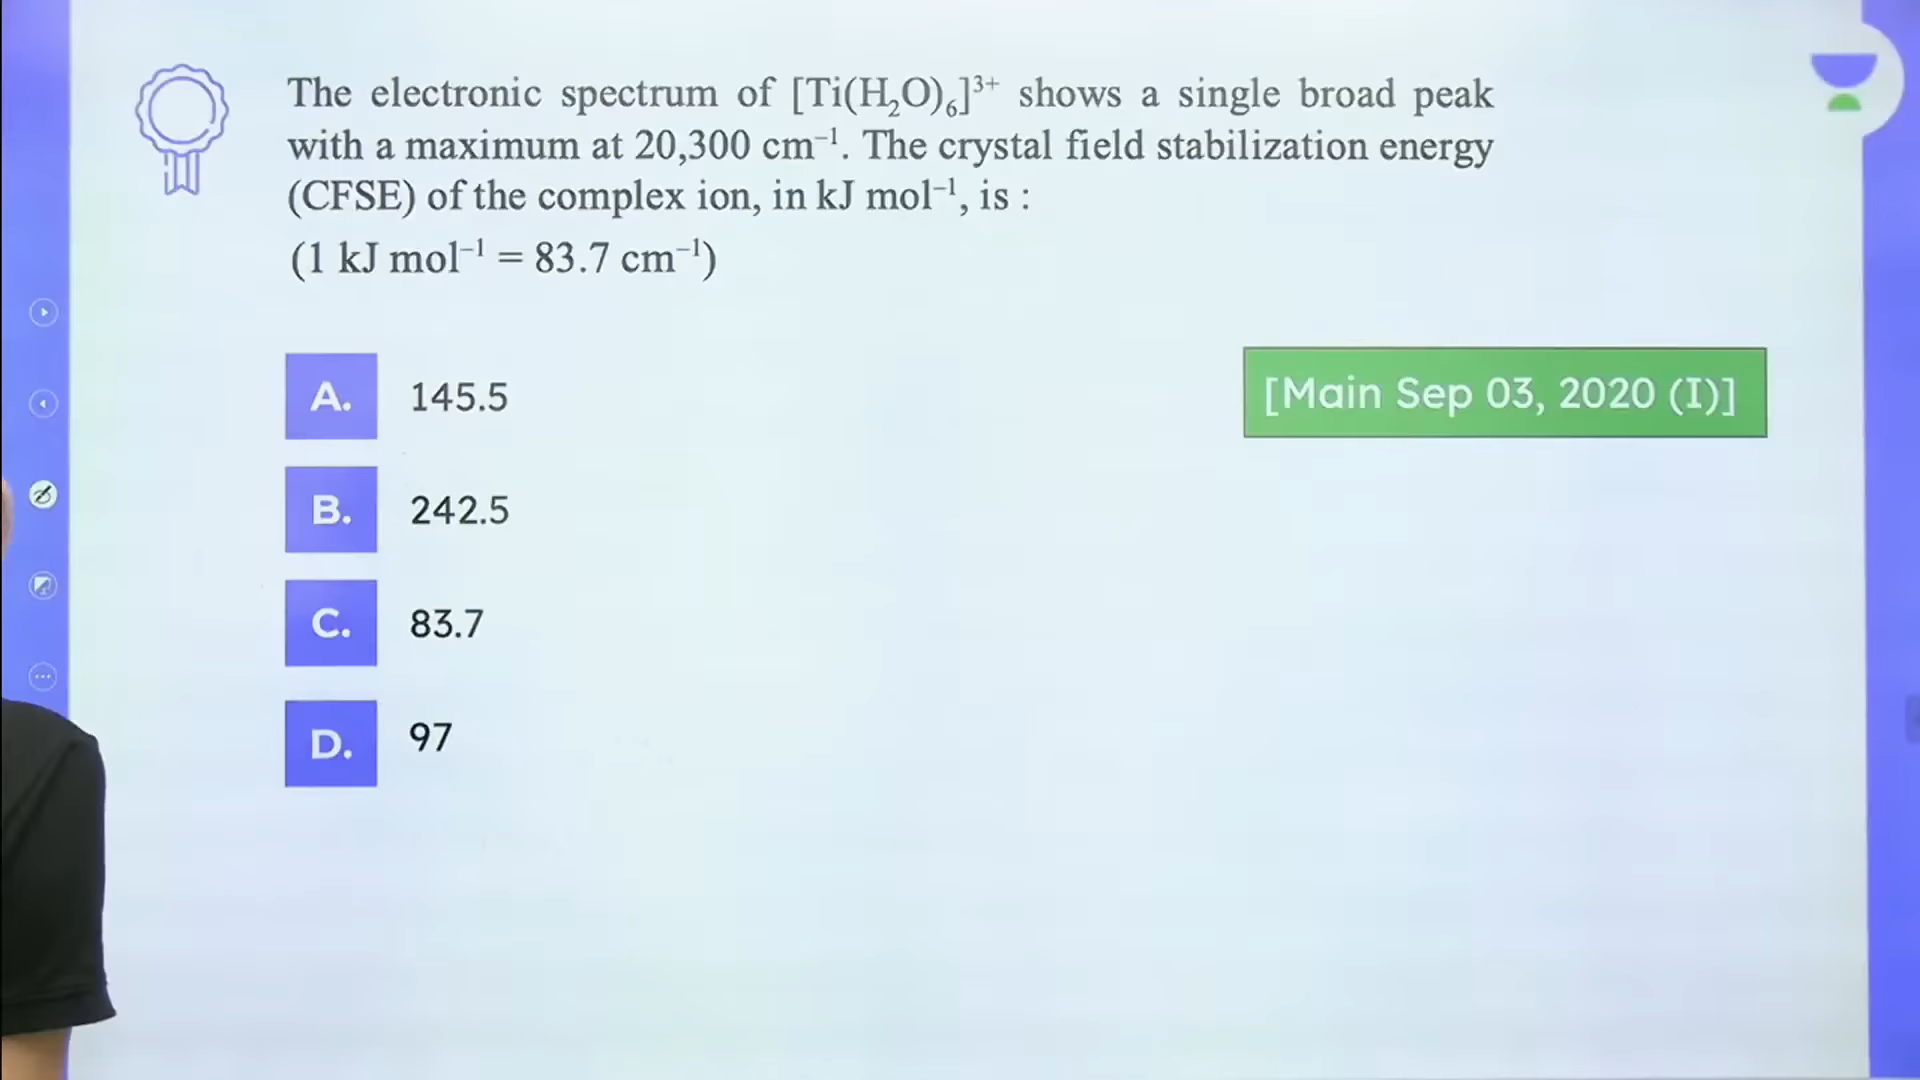 The electronic spectrum of [Ti(H₂O)₆]³⁺ shows a single broad peak
with a maximum at 20,300 cm⁻¹. The crystal field stabilization energy
(CFSE) of the complex ion, in kJ mol⁻¹, is :
(1 kJ mol⁻¹ = 83.7 cm⁻¹)
A. 145.5
[Main Sep 03, 2020 (I)]
B. 242.5
C. 83.7
D. 97